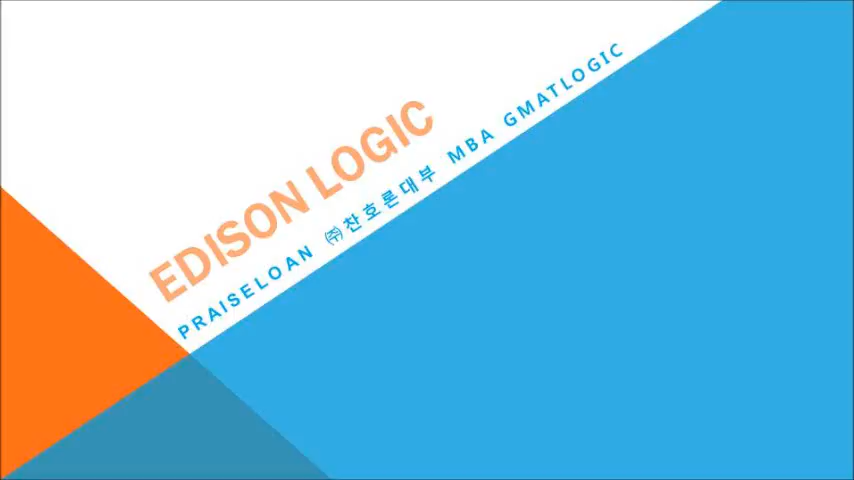 EDISON LOGIC
PRAISELOAN ㈜찬호론대부 MBA GMATLOGIC